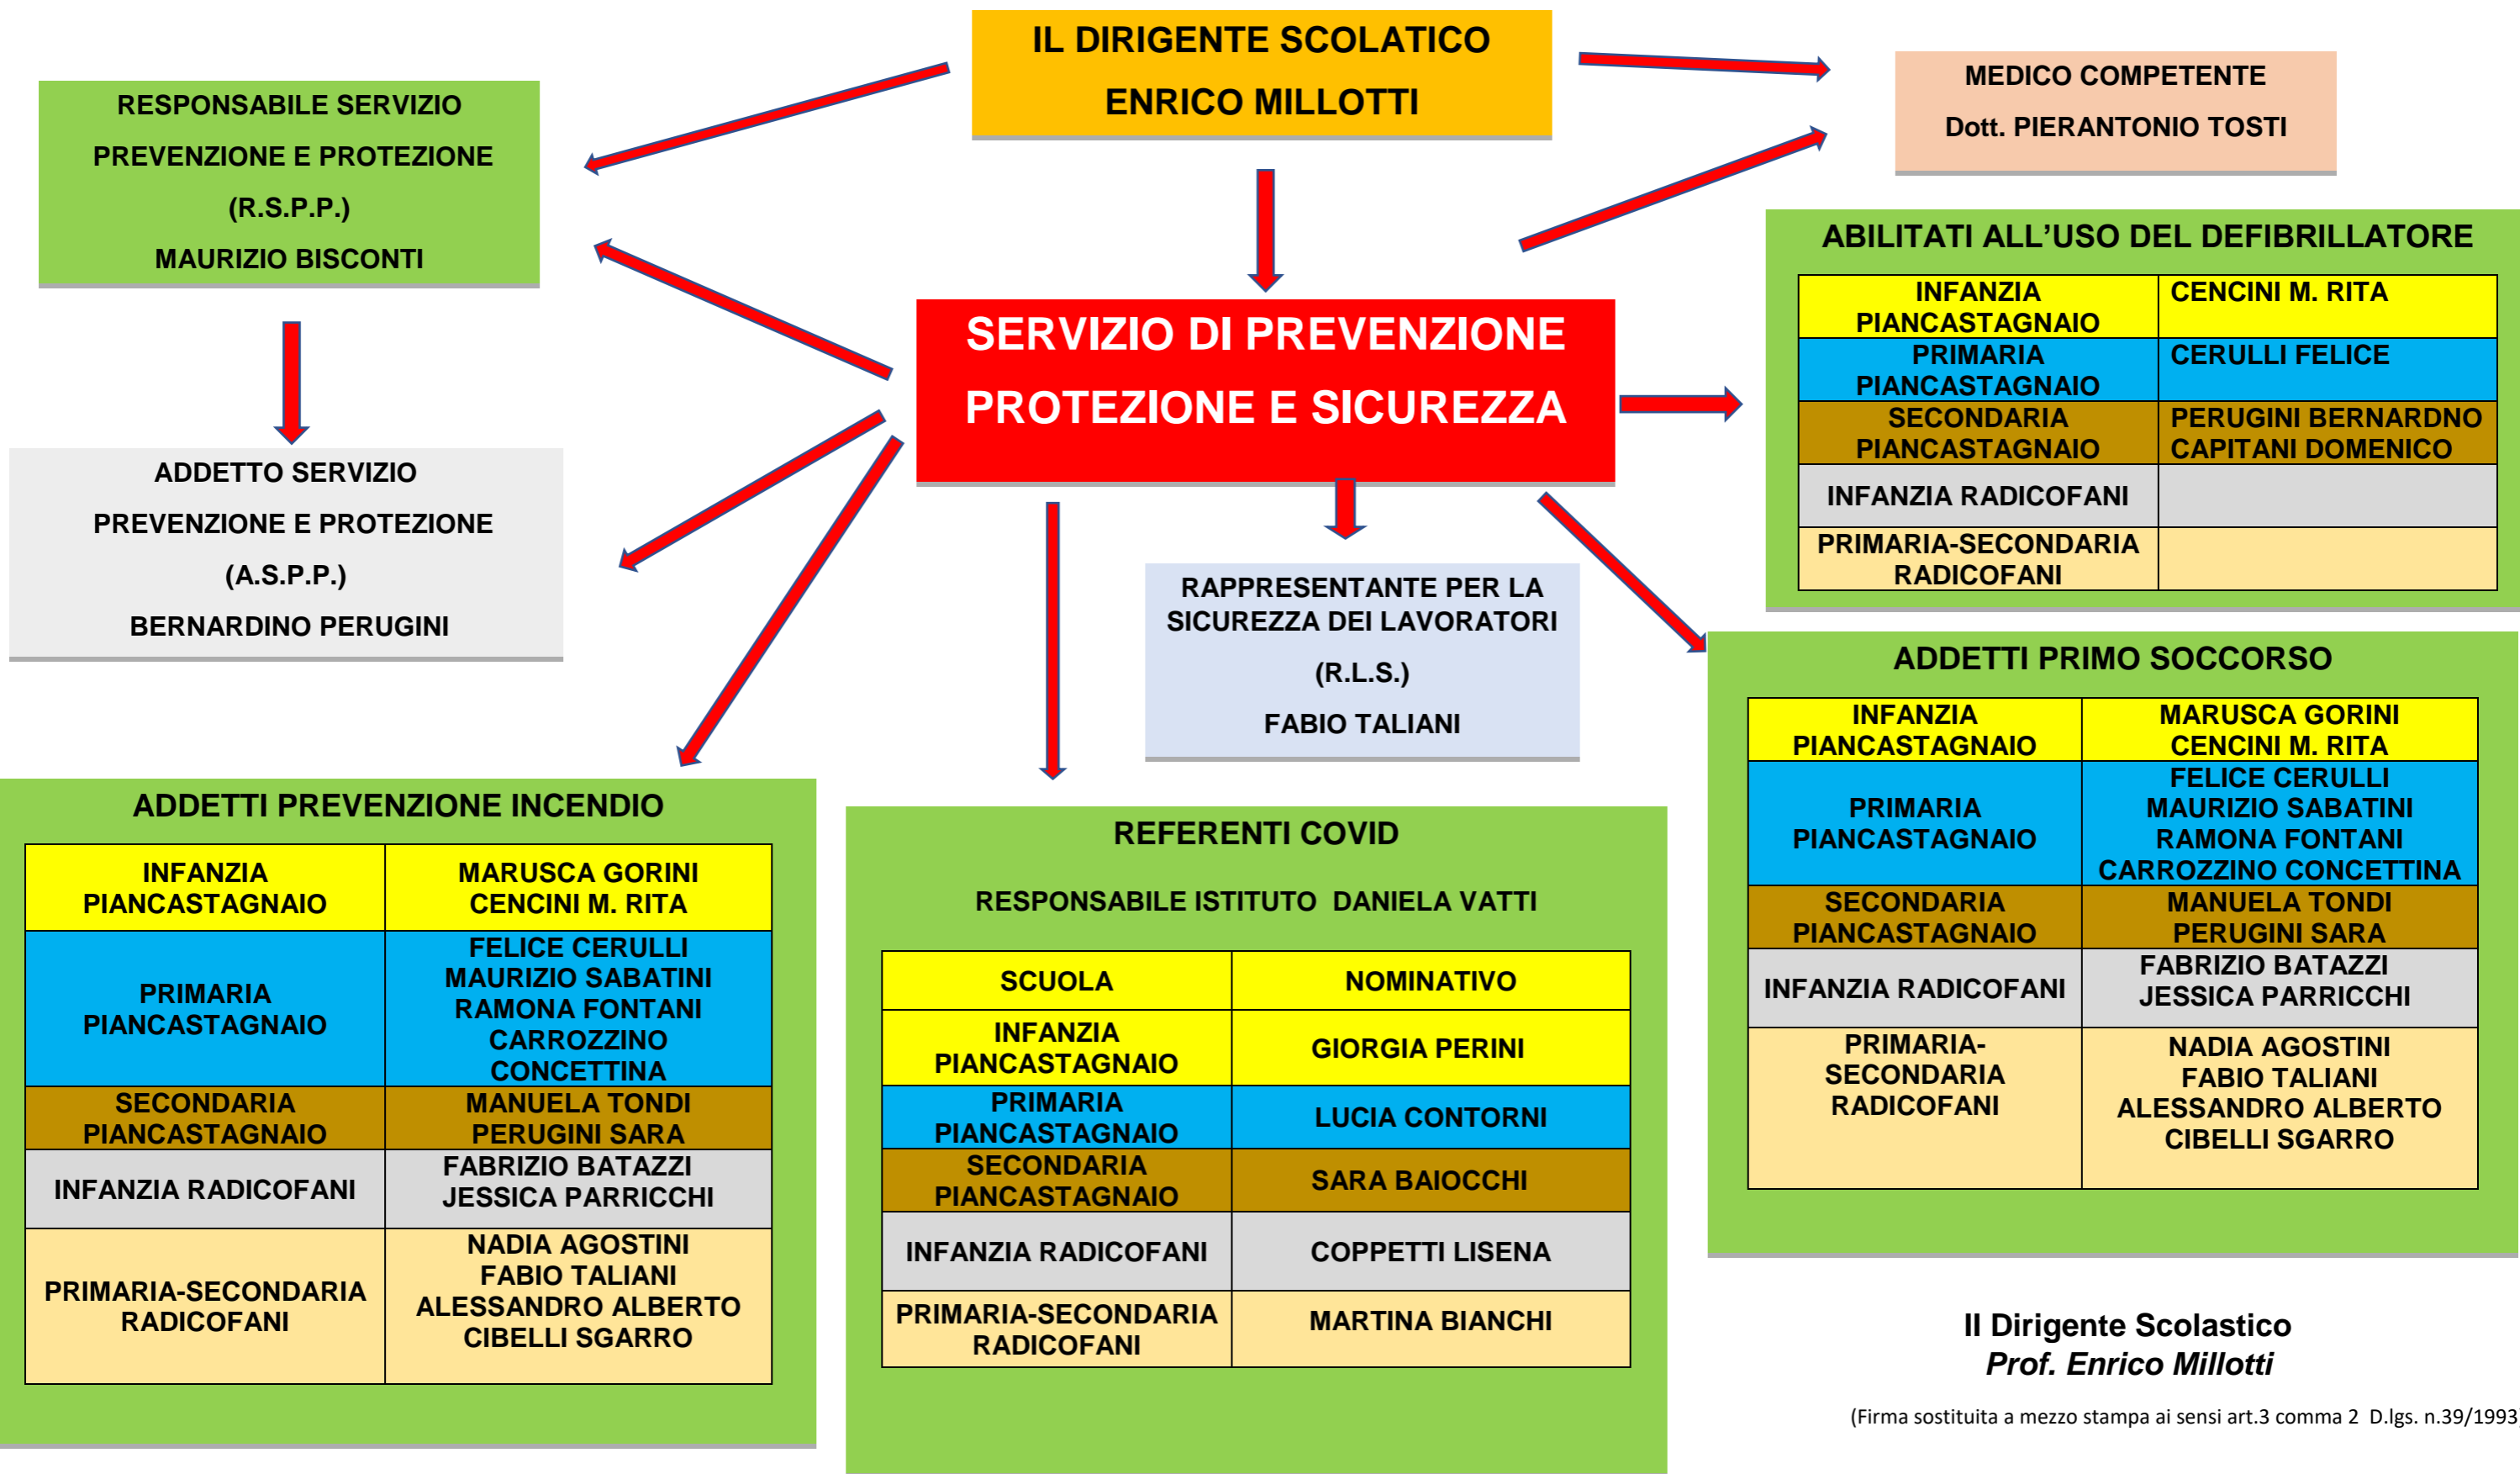 IL DIRIGENTE SCOLATICO
ENRICO MILLOTTI
RESPONSABILE SERVIZIO
PREVENZIONE E PROTEZIONE
(R.S.P.P.)
MAURIZIO BISCONTI
MEDICO COMPETENTE
Dott. PIERANTONIO TOSTI
SERVIZIO DI PREVENZIONE
PROTEZIONE E SICUREZZA
ABILITATI ALL'USO DEL DEFIBRILLATORE
INFANZIA
PIANCASTAGNAIO
CENCINI M. RITA
PRIMARIA
PIANCASTAGNAIO
CERULLI FELICE
SECONDARIA
PIANCASTAGNAIO
PERUGINI BERNARDNO
CAPITANI DOMENICO
INFANZIA RADICOFANI
PRIMARIA-SECONDARIA
RADICOFANI
ADDETTO SERVIZIO
PREVENZIONE E PROTEZIONE
(A.S.P.P.)
BERNARDINO PERUGINI
RAPPRESENTANTE PER LA
SICUREZZA DEI LAVORATORI
(R.L.S.)
FABIO TALIANI
ADDETTI PRIMO SOCCORSO
INFANZIA
PIANCASTAGNAIO
MARUSCA GORINI
CENCINI M. RITA
PRIMARIA
PIANCASTAGNAIO
FELICE CERULLI
MAURIZIO SABATINI
RAMONA FONTANI
CARROZZINO CONCETTINA
SECONDARIA
PIANCASTAGNAIO
MANUELA TONDI
PERUGINI SARA
INFANZIA RADICOFANI
FABRIZIO BATAZZI
JESSICA PARRICCHI
PRIMARIA-
SECONDARIA
RADICOFANI
NADIA AGOSTINI
FABIO TALIANI
ALESSANDRO ALBERTO
CIBELLI SGARRO
ADDETTI PREVENZIONE INCENDIO
INFANZIA
PIANCASTAGNAIO
MARUSCA GORINI
CENCINI M. RITA
PRIMARIA
PIANCASTAGNAIO
FELICE CERULLI
MAURIZIO SABATINI
RAMONA FONTANI
CARROZZINO
CONCETTINA
SECONDARIA
PIANCASTAGNAIO
MANUELA TONDI
PERUGINI SARA
INFANZIA RADICOFANI
FABRIZIO BATAZZI
JESSICA PARRICCHI
PRIMARIA-SECONDARIA
RADICOFANI
NADIA AGOSTINI
FABIO TALIANI
ALESSANDRO ALBERTO
CIBELLI SGARRO
REFERENTI COVID
RESPONSABILE ISTITUTO DANIELA VATTI
SCUOLA
NOMINATIVO
INFANZIA
PIANCASTAGNAIO
GIORGIA PERINI
PRIMARIA
PIANCASTAGNAIO
LUCIA CONTORNI
SECONDARIA
PIANCASTAGNAIO
SARA BAIOCCHI
INFANZIA RADICOFANI
COPPETTI LISENA
PRIMARIA-SECONDARIA
RADICOFANI
MARTINA BIANCHI
Il Dirigente Scolastico
Prof. Enrico Millotti
(Firma sostituita a mezzo stampa ai sensi art.3 comma 2 D.lgs. n.39/1993)